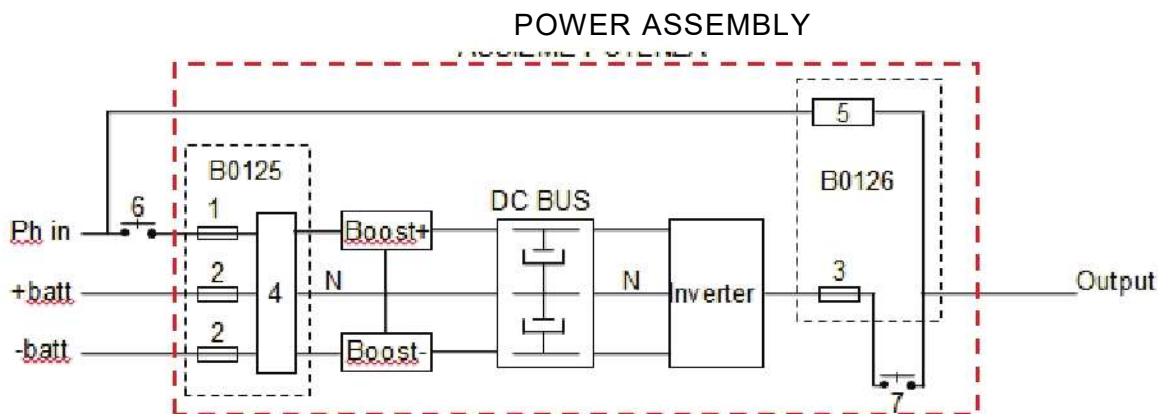 POWER ASSEMBLY
5
B0125
B0126
6
1
DC BUS
Ph in
Boost+
2
3
+batt
4
N
N
Inverter
Output
2
-batt
Boost-
7